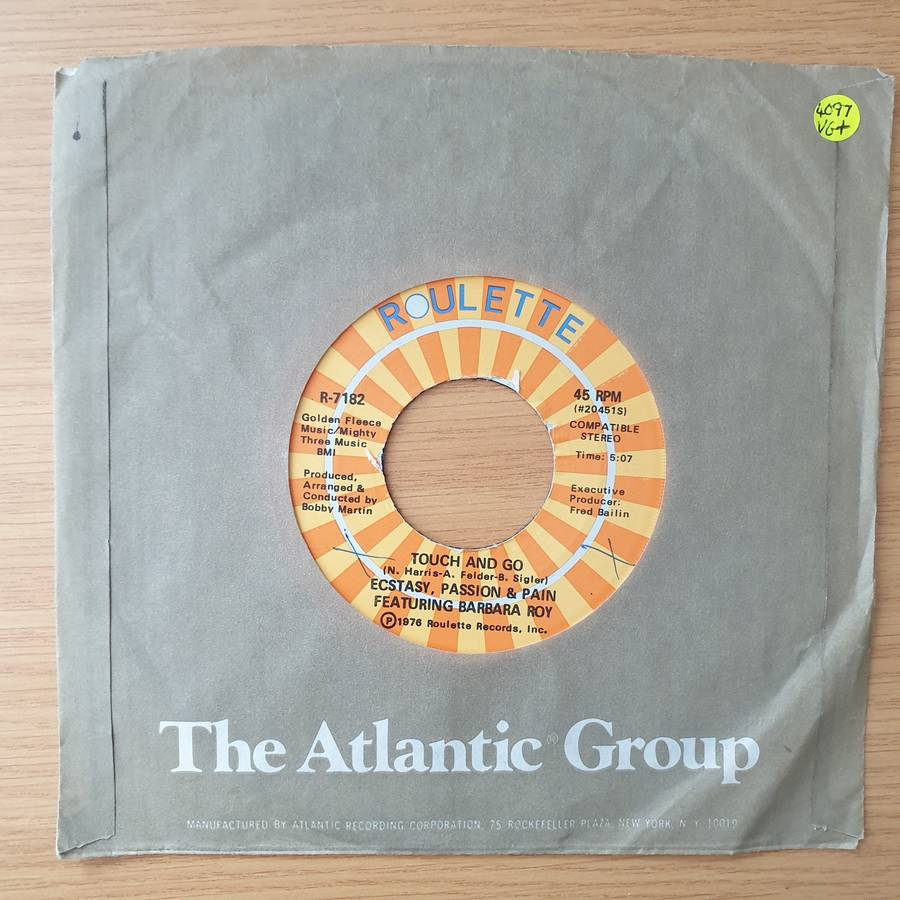 4097
VG+
ROULETTE
R-7182
Golden Fleece
Music/Mighty
Three Music
BMI
Produced,
Arranged &
Conducted by
Bobby Martin
45 RPM
(#20451S)
COMPATIBLE
STEREO
Time: 5:07
Executive
Producer:
Fred Bailin
TOUCH AND GO
(N. Harris-A. Felder-B. Sigler)
ECSTASY, PASSION & PAIN
FEATURING BARBARA ROY
℗1976 Roulette Records, Inc.
The Atlantic® Group
MANUFACTURED BY ATLANTIC RECORDING CORPORATION, 75 ROCKEFELLER PLAZA, NEW YORK, N.Y. 10019